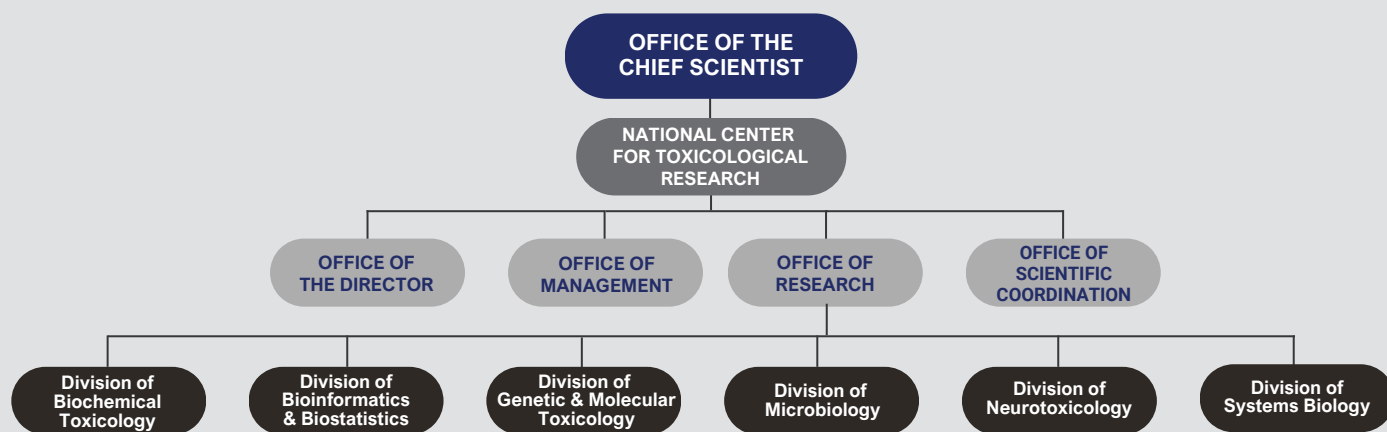 OFFICE OF THE
CHIEF SCIENTIST
NATIONAL CENTER
FOR TOXICOLOGICAL
RESEARCH
OFFICE OF
THE DIRECTOR
OFFICE OF
MANAGEMENT
OFFICE OF
RESEARCH
OFFICE OF
SCIENTIFIC
COORDINATION
Division of
Biochemical
Toxicology
Division of
Bioinformatics
& Biostatistics
Division of
Genetic & Molecular
Toxicology
Division of
Microbiology
Division of
Neurotoxicology
Division of
Systems Biology